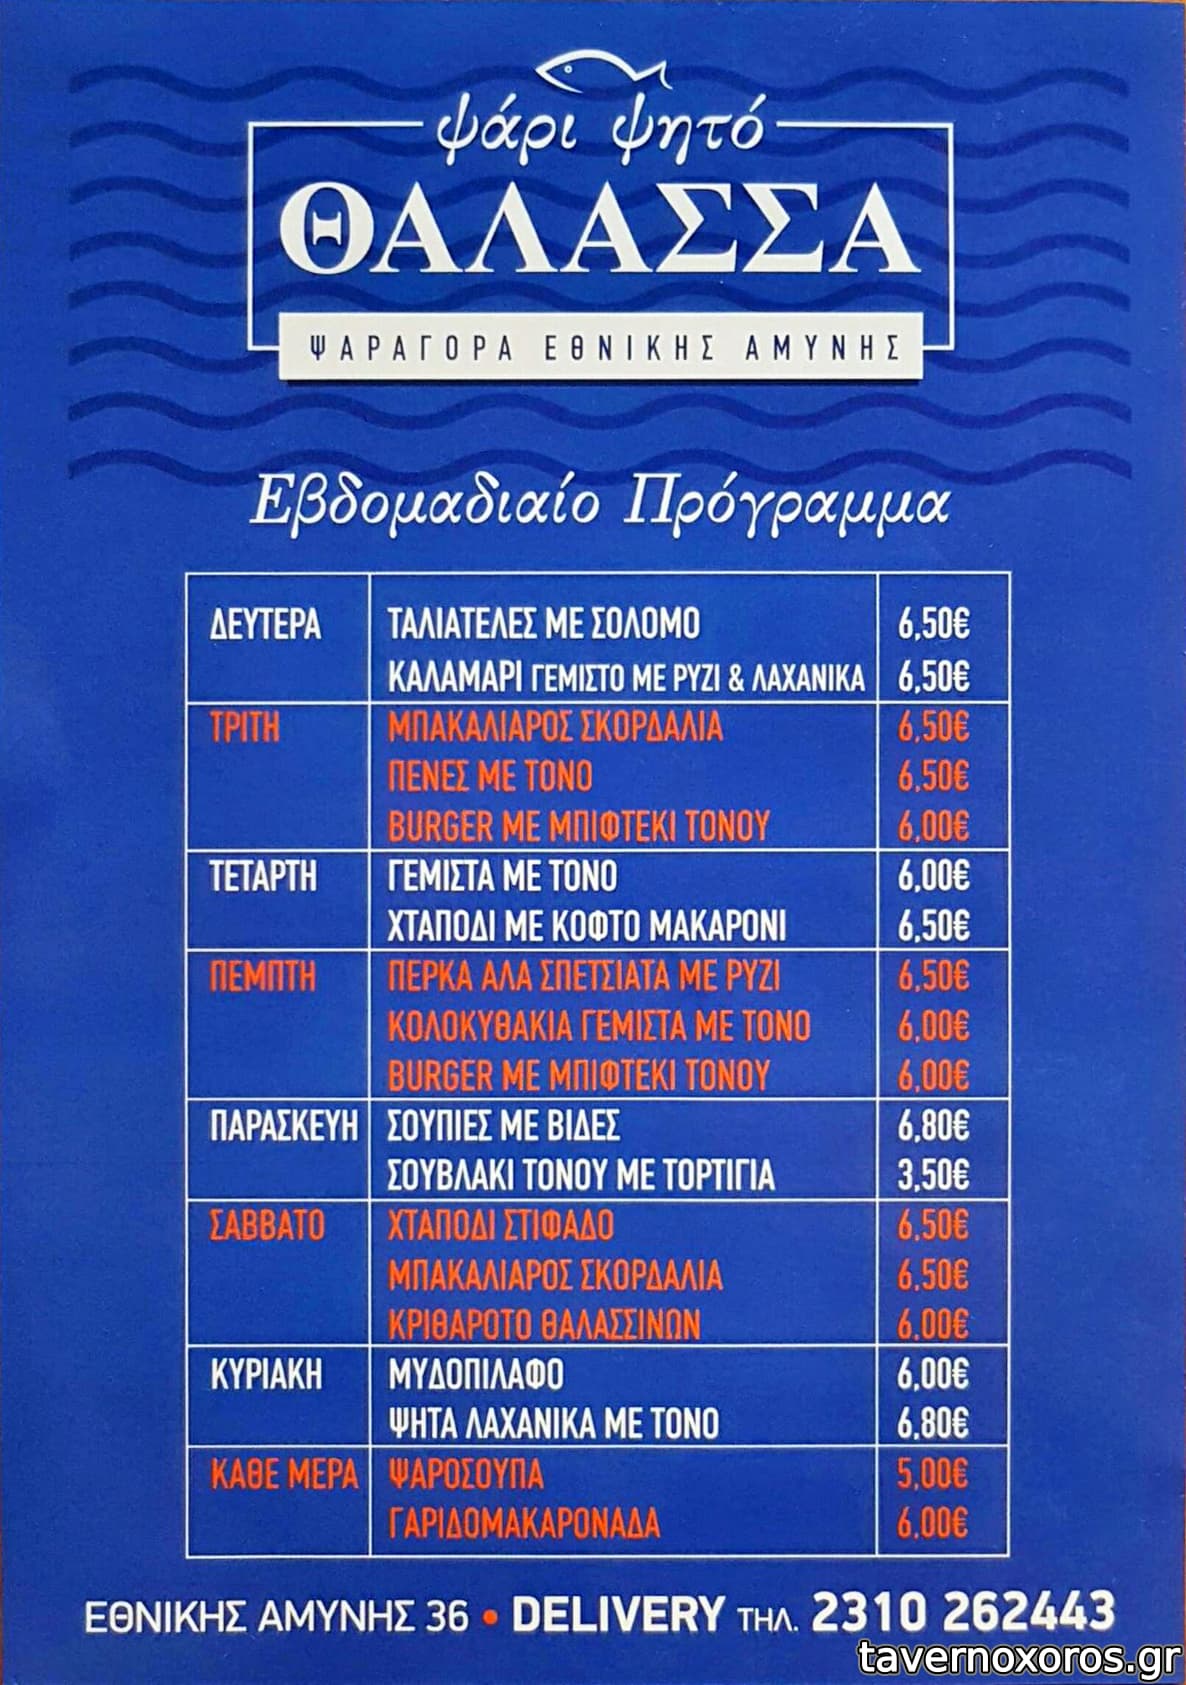 ψάρι ψητό
ΘΑΛΑΣΣΑ
ΨΑΡΑΓΟΡΑ ΕΘΝΙΚΗΣ ΑΜΥΝΗΣ
Εβδομαδιαίο Πρόγραμμα
ΔΕΥΤΕΡΑ ΤΑΛΙΑΤΕΛΕΣ ΜΕ ΣΟΛΟΜΟ 6,50€
ΚΑΛΑΜΑΡΙ ΓΕΜΙΣΤΟ ΜΕ ΡΥΖΙ & ΛΑΧΑΝΙΚΑ 6,50€
ΤΡΙΤΗ ΜΠΑΚΑΛΙΑΡΟΣ ΣΚΟΡΔΑΛΙΑ 6,50€
ΠΕΝΕΣ ΜΕ ΤΟΝΟ 6,50€
BURGER ΜΕ ΜΠΙΦΤΕΚΙ ΤΟΝΟΥ 6,00€
ΤΕΤΑΡΤΗ ΓΕΜΙΣΤΑ ΜΕ ΤΟΝΟ 6,00€
ΧΤΑΠΟΔΙ ΜΕ ΚΟΦΤΟ ΜΑΚΑΡΟΝΙ 6,50€
ΠΕΜΠΤΗ ΠΕΡΚΑ ΑΛΑ ΣΠΕΤΣΙΑΤΑ ΜΕ ΡΥΖΙ 6,50€
ΚΟΛΟΚΥΘΑΚΙΑ ΓΕΜΙΣΤΑ ΜΕ ΤΟΝΟ 6,00€
BURGER ΜΕ ΜΠΙΦΤΕΚΙ ΤΟΝΟΥ 6,00€
ΠΑΡΑΣΚΕΥΗ ΣΟΥΠΙΕΣ ΜΕ ΒΙΔΕΣ 6,80€
ΣΟΥΒΛΑΚΙ ΤΟΝΟΥ ΜΕ ΤΟΡΤΙΓΙΑ 3,50€
ΣΑΒΒΑΤΟ ΧΤΑΠΟΔΙ ΣΤΙΦΑΔΟ 6,50€
ΜΠΑΚΑΛΙΑΡΟΣ ΣΚΟΡΔΑΛΙΑ 6,50€
ΚΡΙΘΑΡΟΤΟ ΘΑΛΑΣΣΙΝΩΝ 6,00€
ΚΥΡΙΑΚΗ ΜΥΔΟΠΙΛΑΦΟ 6,00€
ΨΗΤΑ ΛΑΧΑΝΙΚΑ ΜΕ ΤΟΝΟ 6,80€
ΚΑΘΕ ΜΕΡΑ ΨΑΡΟΣΟΥΠΑ 5,00€
ΓΑΡΙΔΟΜΑΚΑΡΟΝΑΔΑ 6,00€
ΕΘΝΙΚΗΣ ΑΜΥΝΗΣ 36 • DELIVERY ΤΗΛ. 2310 262443
tavernoxoros.gr